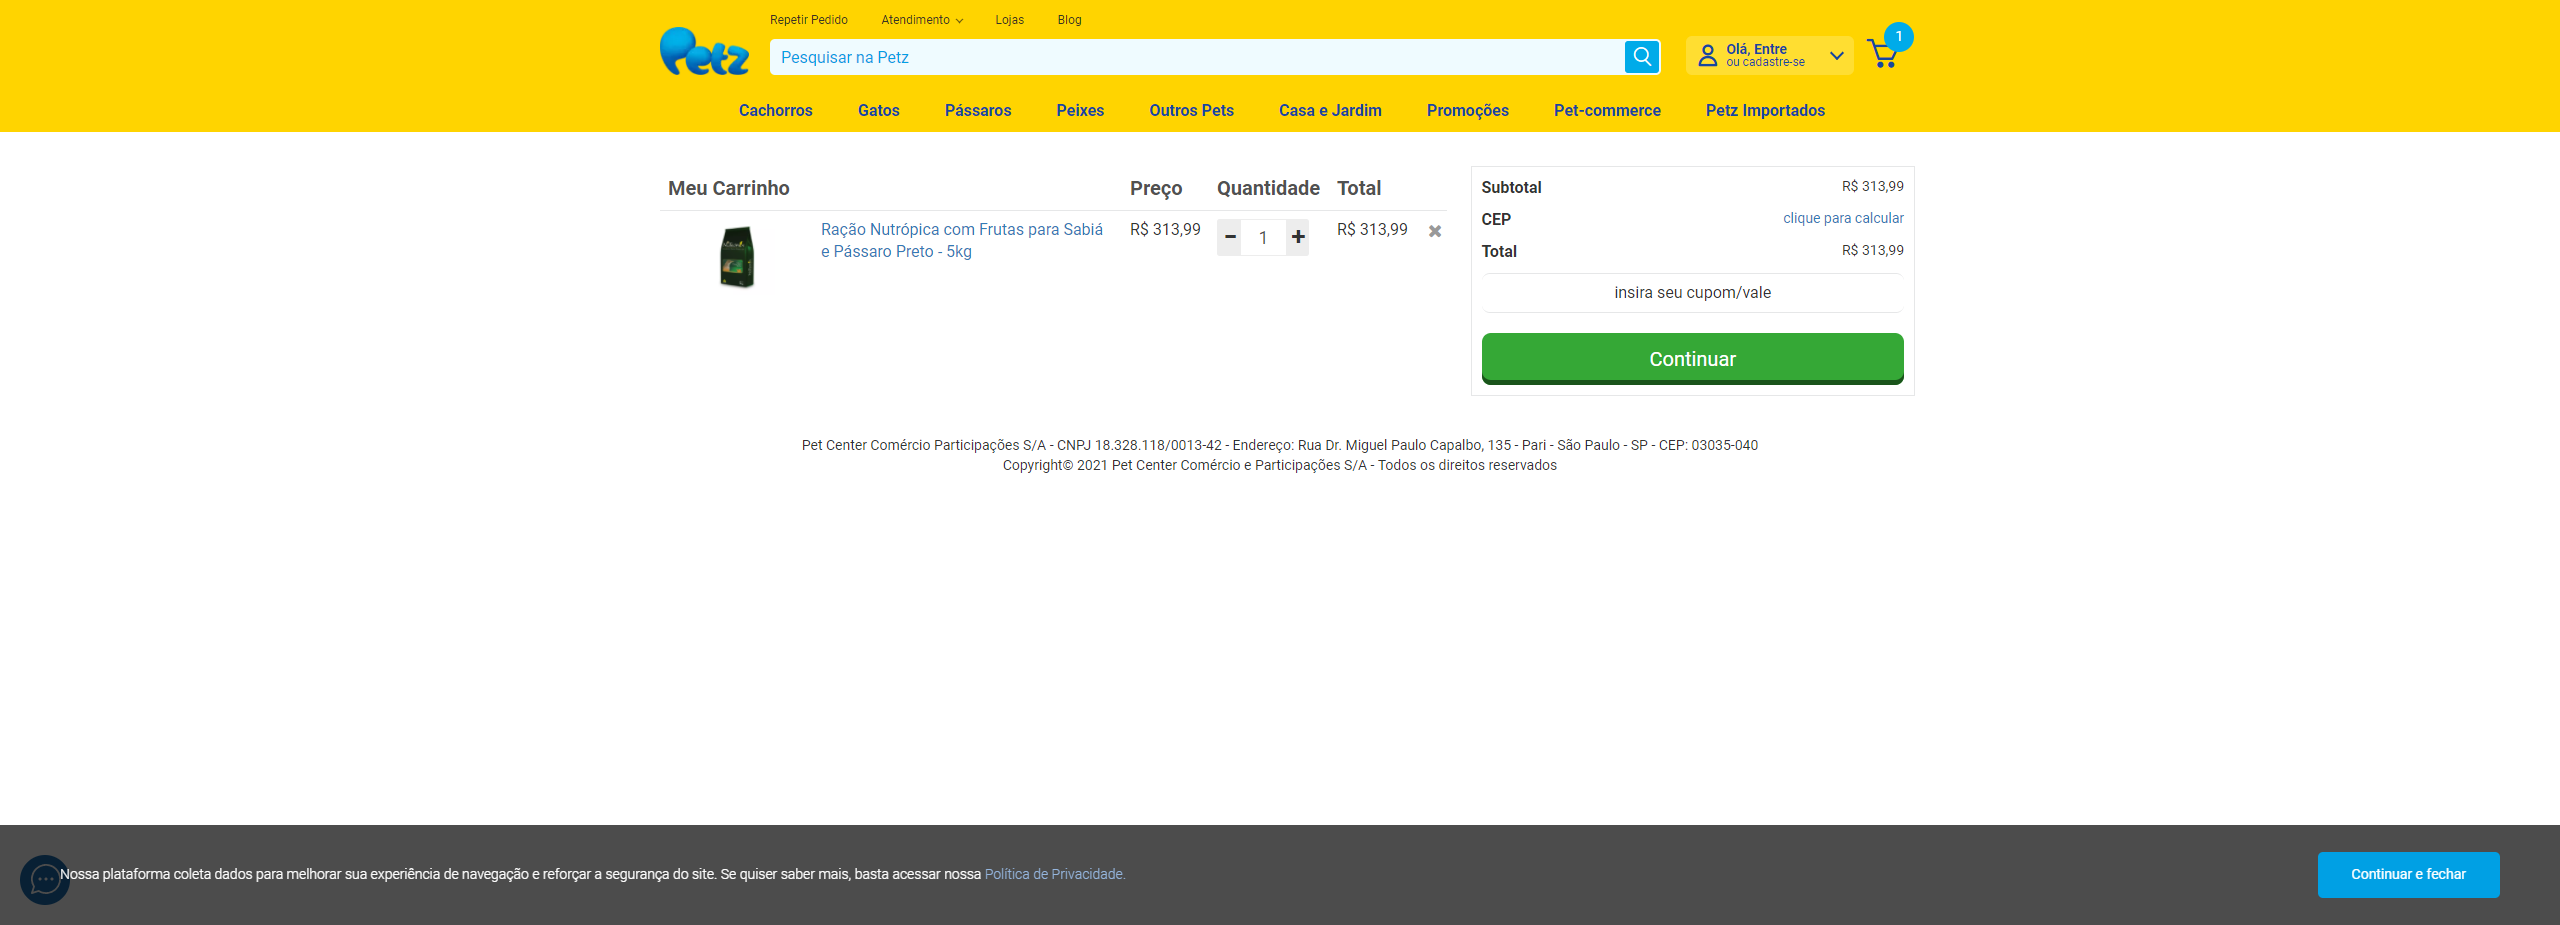 Repetir Pedido Atendimento Lojas Blog
Petz
Pesquisar na Petz
Olá, Entre
ou cadastre-se
1
Cachorros Gatos Pássaros Peixes Outros Pets Casa e Jardim Promoções Pet-commerce Petz Importados
Meu Carrinho Preço Quantidade Total
Ração Nutrópica com Frutas para Sabiá
e Pássaro Preto - 5kg
R$ 313,99
1
R$ 313,99
Subtotal R$ 313,99
CEP clique para calcular
Total R$ 313,99
insira seu cupom/vale
Continuar
Pet Center Comércio Participações S/A - CNPJ 18.328.118/0013-42 - Endereço: Rua Dr. Miguel Paulo Capalbo, 135 - Pari - São Paulo - SP - CEP: 03035-040
Copyright© 2021 Pet Center Comércio e Participações S/A - Todos os direitos reservados
Nossa plataforma coleta dados para melhorar sua experiência de navegação e reforçar a segurança do site. Se quiser saber mais, basta acessar nossa Política de Privacidade.
Continuar e fechar